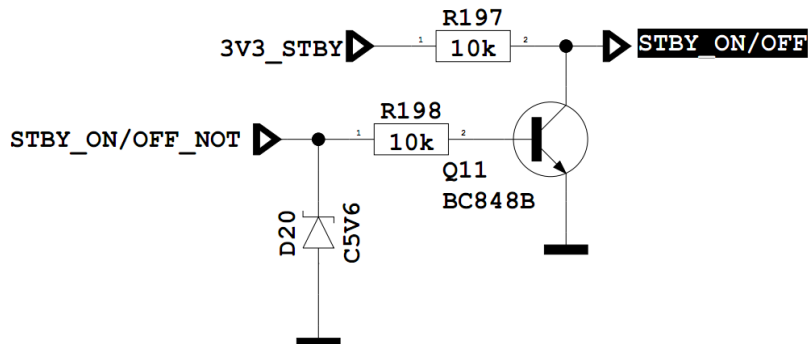 R197
3V3_STBY
1
10k
2
STBY_ON/OFF
R198
STBY_ON/OFF_NOT
1
10k
2
Q11
BC848B
D20
C5V6